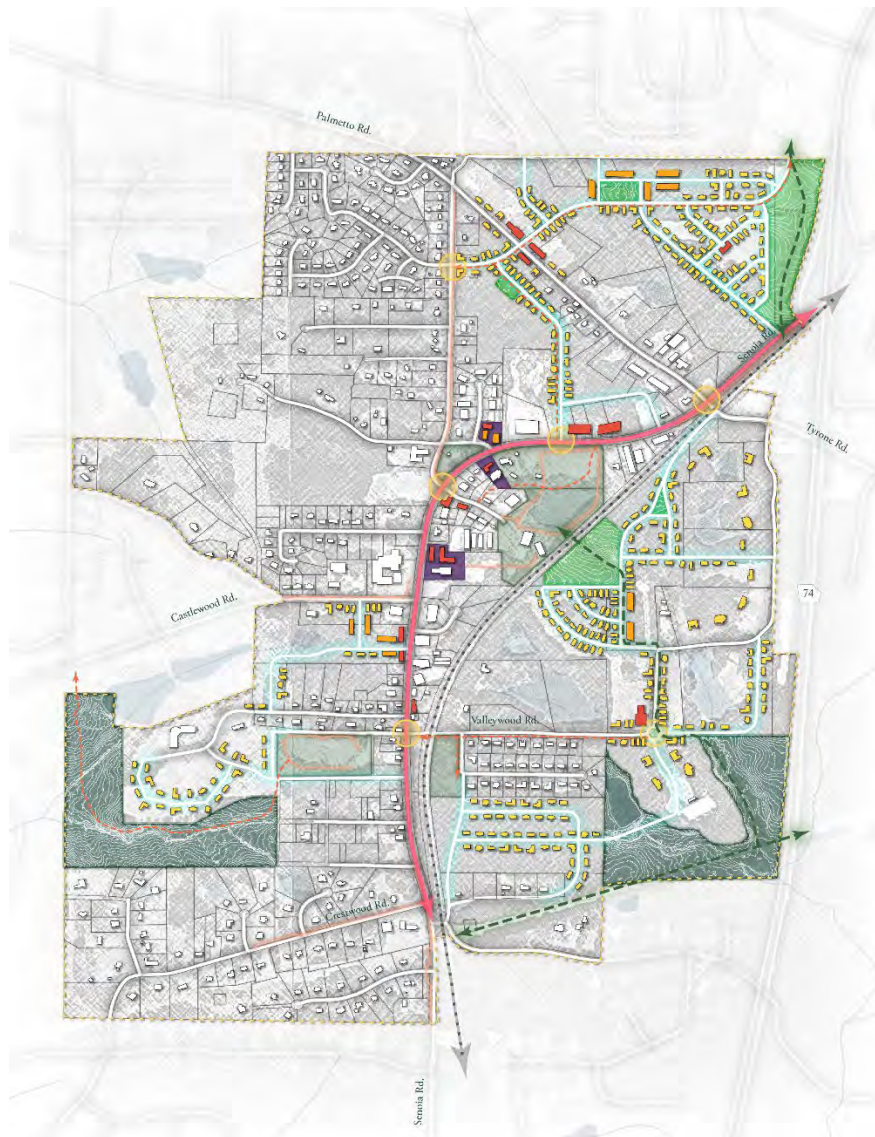 Palmetto Rd.
Senoia Rd.
Tyrone Rd.
74
Castlewood Rd.
Valleywood Rd.
Crestwood Rd.
Senoia Rd.